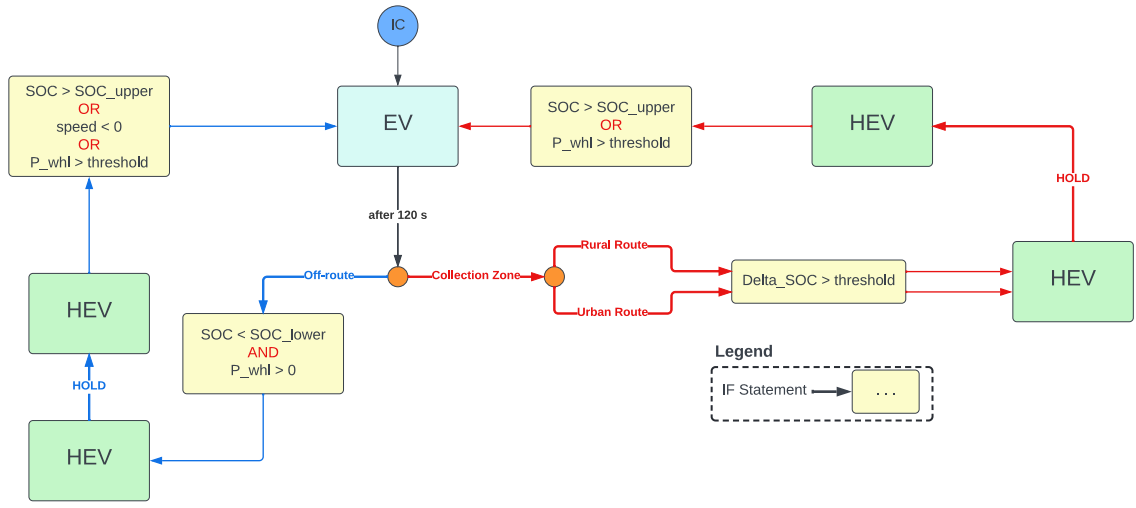 IC
SOC > SOC_upper
OR
speed < 0
OR
P_whl > threshold
EV
SOC > SOC_upper
OR
P_whl > threshold
HEV
HOLD
after 120 s
Off-route
Collection Zone
Rural Route
Urban Route
Delta_SOC > threshold
HEV
HEV
SOC < SOC_lower
AND
P_whl > 0
HOLD
HEV
Legend
IF Statement
...